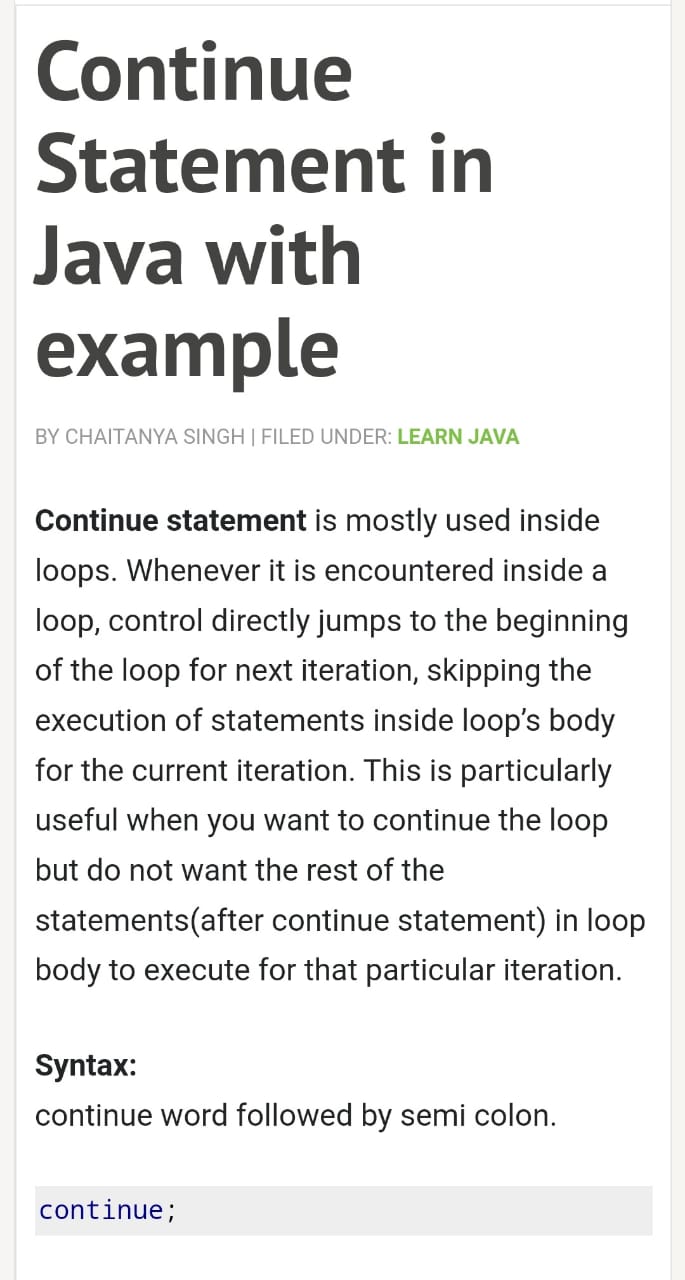 Continue
Statement in
Java with
example
BY CHAITANYA SINGH | FILED UNDER: LEARN JAVA
Continue statement is mostly used inside
loops. Whenever it is encountered inside a
loop, control directly jumps to the beginning
of the loop for next iteration, skipping the
execution of statements inside loop’s body
for the current iteration. This is particularly
useful when you want to continue the loop
but do not want the rest of the
statements(after continue statement) in loop
body to execute for that particular iteration.
Syntax:
continue word followed by semi colon.
continue;